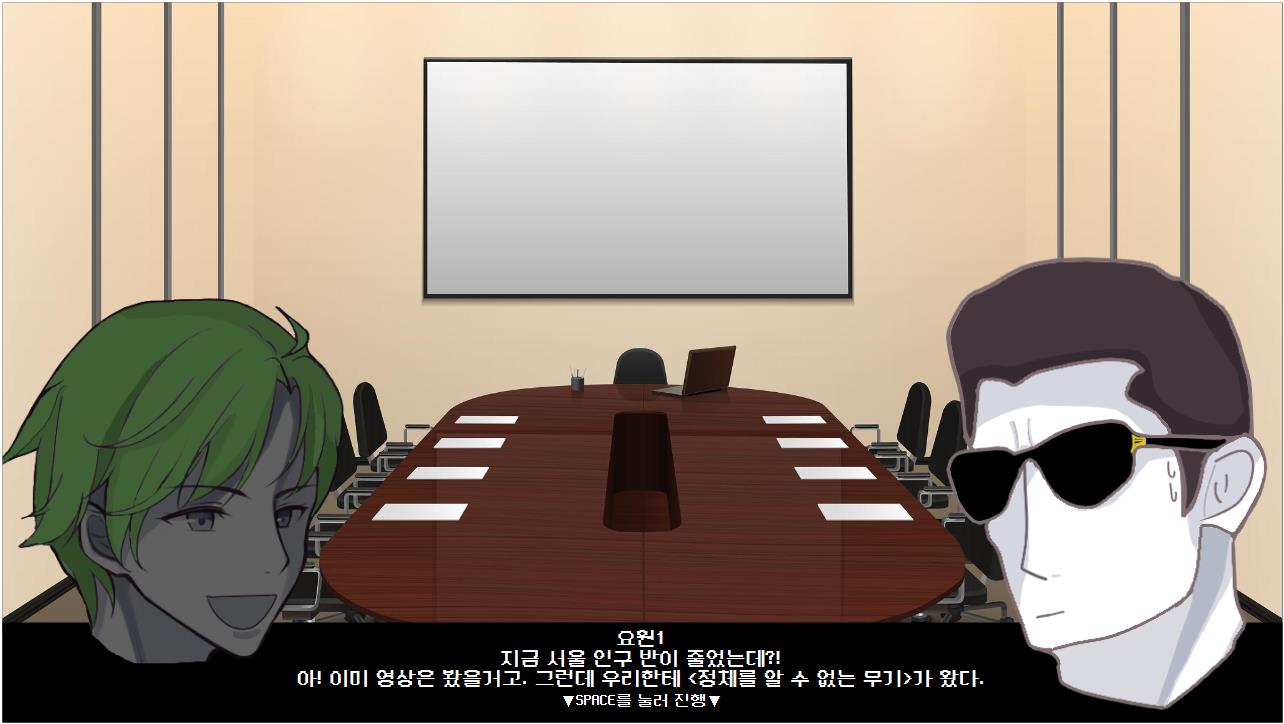 요원1
지금 서울 인구 반이 줄었는데?!
아! 이미 영상은 봤을거고. 그런데 우리한테 <정체를 알 수 없는 무기>가 왔다.
▼SPACE를 눌러 진행▼